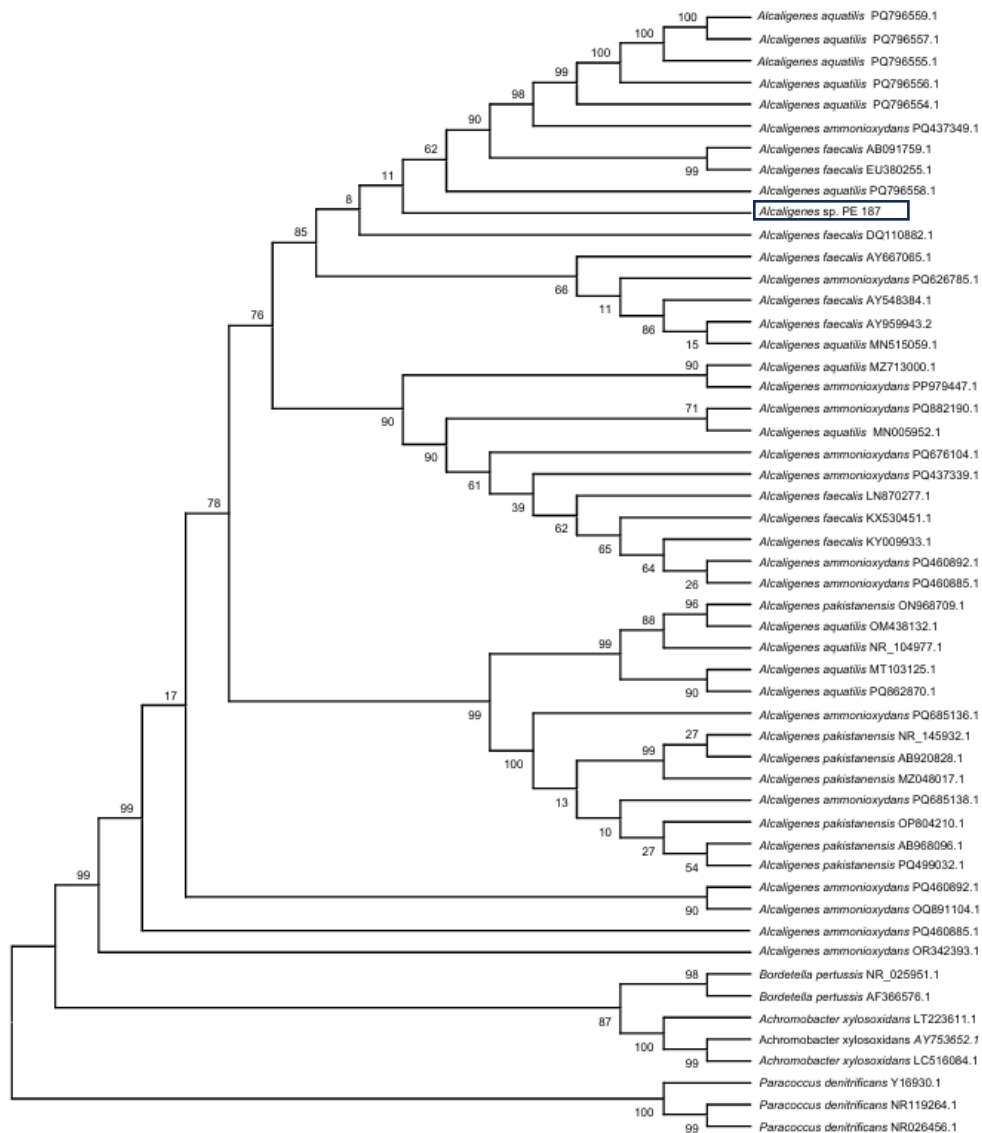 100
Alcaligenes aquatilis PQ796559.1
100
Alcaligenes aquatilis PQ796557.1
100
Alcaligenes aquatilis PQ796555.1
99
Alcaligenes aquatilis PQ796556.1
98
Alcaligenes aquatilis PQ796554.1
90
Alcaligenes ammonioxydans PQ437349.1
62
Alcaligenes faecalis AB091759.1
99
Alcaligenes faecalis EU380255.1
11
Alcaligenes aquatilis PQ796558.1
8
Alcaligenes sp. PE 187
85
Alcaligenes faecalis DQ110882.1
Alcaligenes faecalis AY667065.1
66
Alcaligenes ammonioxydans PQ626785.1
11
Alcaligenes faecalis AY548384.1
76
86
Alcaligenes faecalis AY959943.2
15
Alcaligenes aquatilis MN515059.1
90
Alcaligenes aquatilis MZ713000.1
Alcaligenes ammonioxydans PP979447.1
90
71
Alcaligenes ammonioxydans PQ882190.1
Alcaligenes aquatilis MN005952.1
90
Alcaligenes ammonioxydans PQ676104.1
61
Alcaligenes ammonioxydans PQ437339.1
78
39
Alcaligenes faecalis LN870277.1
62
Alcaligenes faecalis KX530451.1
65
Alcaligenes faecalis KY009933.1
64
Alcaligenes ammonioxydans PQ460892.1
26
Alcaligenes ammonioxydans PQ460885.1
96
Alcaligenes pakistanensis ON968709.1
88
Alcaligenes aquatilis OM438132.1
99
Alcaligenes aquatilis NR_104977.1
Alcaligenes aquatilis MT103125.1
17
90
Alcaligenes aquatilis PQ862870.1
99
Alcaligenes ammonioxydans PQ685136.1
27
Alcaligenes pakistanensis NR_145932.1
100
99
Alcaligenes pakistanensis AB920828.1
Alcaligenes pakistanensis MZ048017.1
13
Alcaligenes ammonioxydans PQ685138.1
99
10
Alcaligenes pakistanensis OP804210.1
27
Alcaligenes pakistanensis AB968096.1
54
Alcaligenes pakistanensis PQ499032.1
99
Alcaligenes ammonioxydans PQ460892.1
90
Alcaligenes ammonioxydans OQ891104.1
Alcaligenes ammonioxydans PQ460885.1
Alcaligenes ammonioxydans OR342393.1
98
Bordetella pertussis NR_025951.1
Bordetella pertussis AF366576.1
87
Achromobacter xylosoxidans LT223611.1
100
Achromobacter xylosoxidans AY753652.1
99
Achromobacter xylosoxidans LC516084.1
Paracoccus denitrificans Y16930.1
100
Paracoccus denitrificans NR119264.1
99
Paracoccus denitrificans NR026456.1